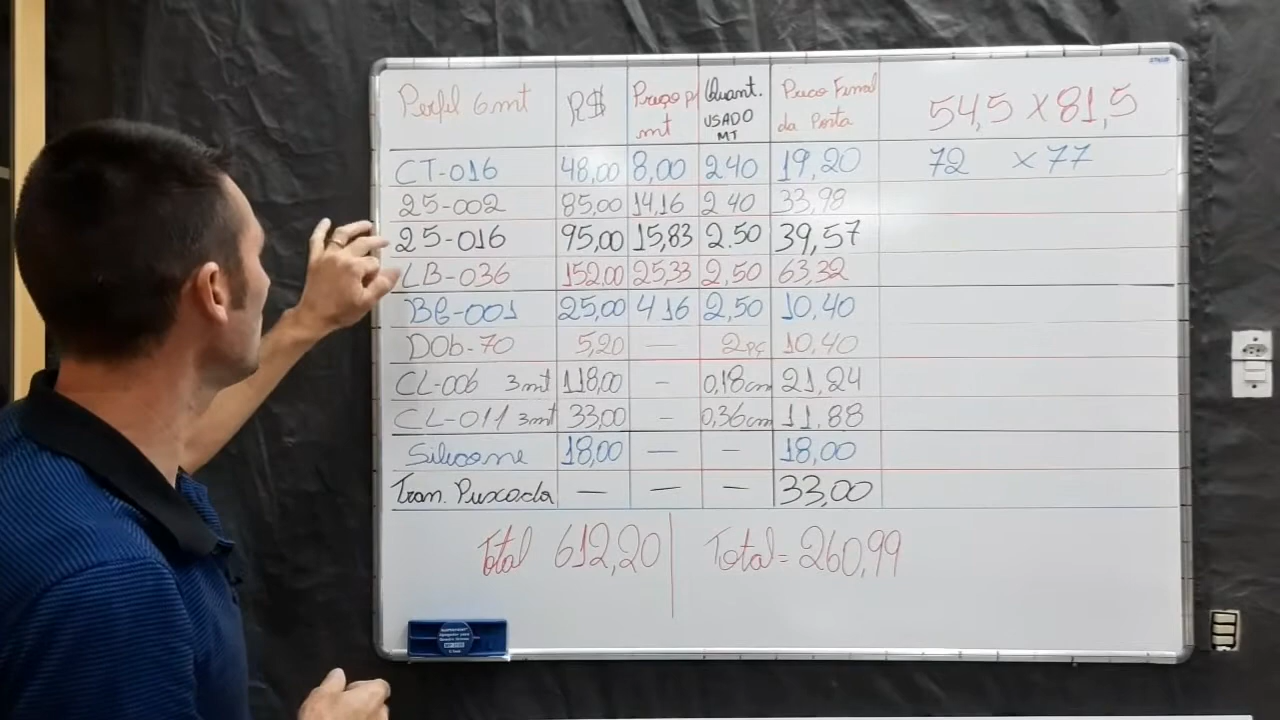 Perfil 6mt R$ Preço p/ mt Quant. USADO MT Preco Final da Porta 54,5 x 81,5
CT-016 48,00 8,00 2.40 19,20 72 x 77
25-002 85,00 14,16 2 40 33,98
25-016 95,00 15,83 2.50 39,57
LB-036 152,00 25,33 2,50 63,32
BG-001 25,00 4 16 2,50 10,40
DOb-70 5,20 — 2pç 10,40
CL-006 3mt 118,00 - 0,18cm 21,24
CL-011 3mt 33,00 - 0,36cm 11,88
Silicone 18,00 — - 18,00
Tran. Puxada — — — 33,00
Total 612,20 Total = 260,99